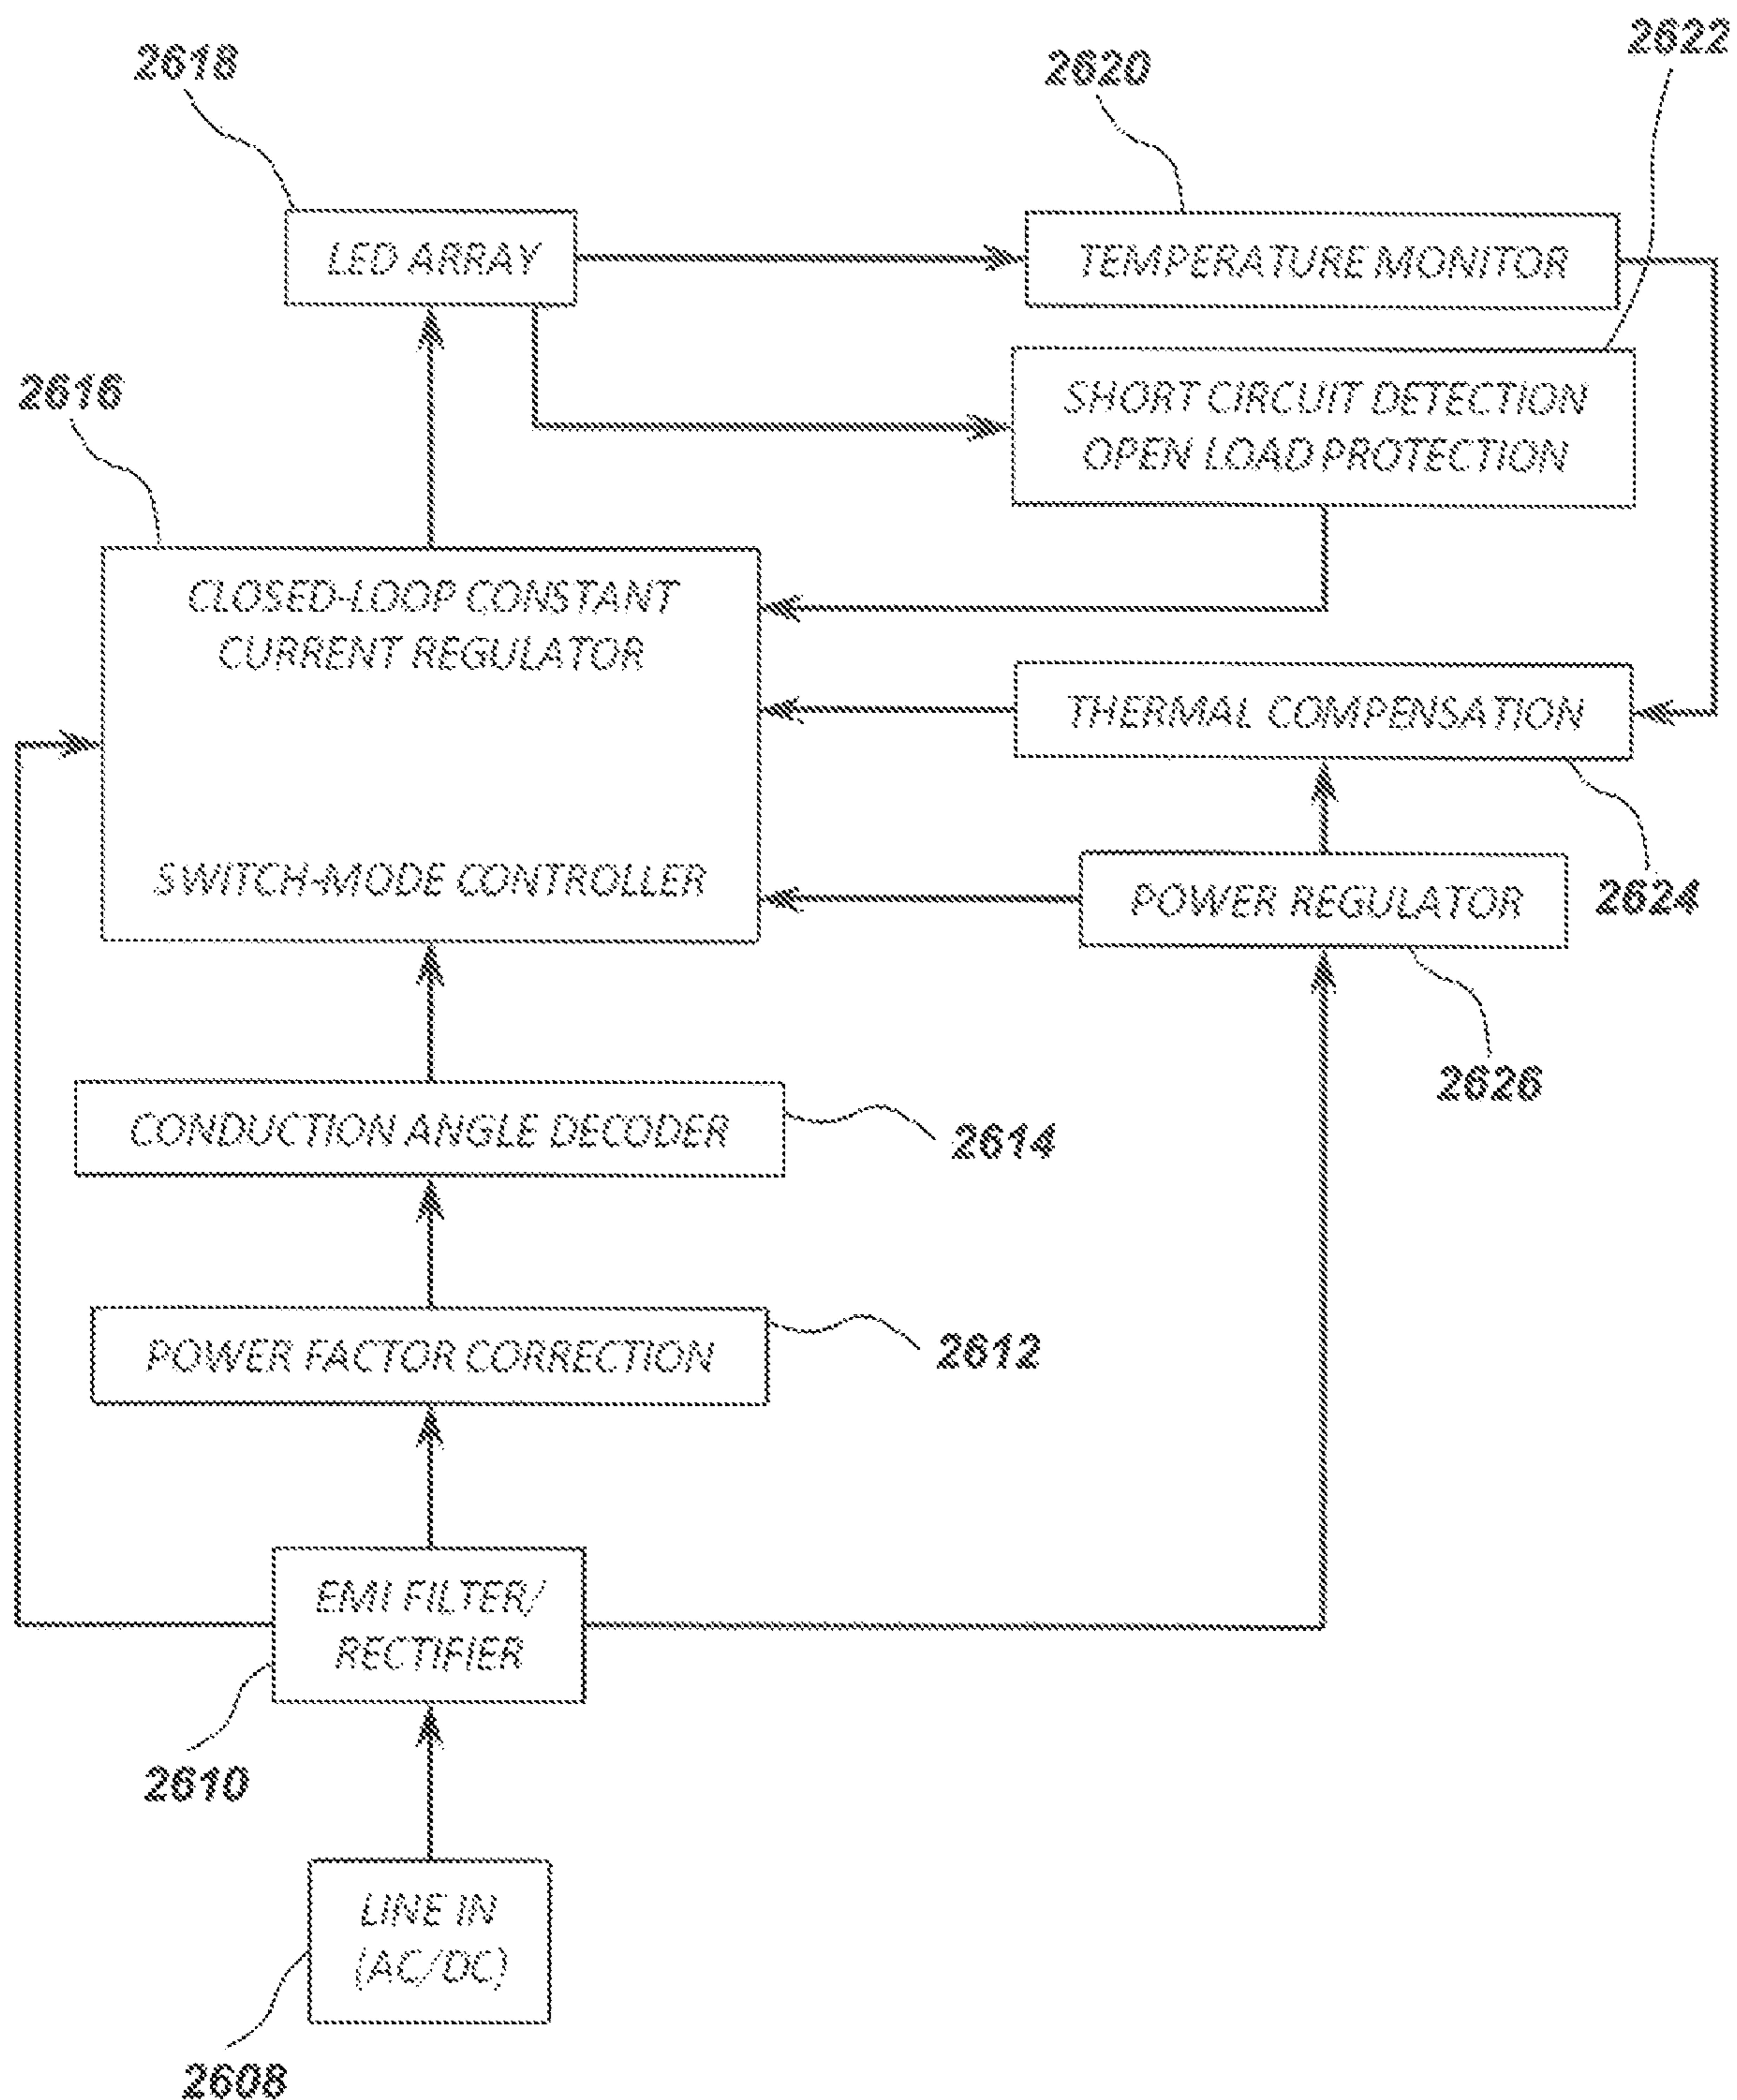 2618
2620
2622
LED ARRAY
TEMPERATURE MONITOR
2616
SHORT CIRCUIT DETECTION
OPEN LOAD PROTECTION
CLOSED-LOOP CONSTANT
CURRENT REGULATOR
THERMAL COMPENSATION
SWITCH-MODE CONTROLLER
POWER REGULATOR
2624
2626
CONDUCTION ANGLE DECODER
2614
POWER FACTOR CORRECTION
2612
EMI FILTER/
RECTIFIER
2610
LINE IN
(AC/DC)
2608